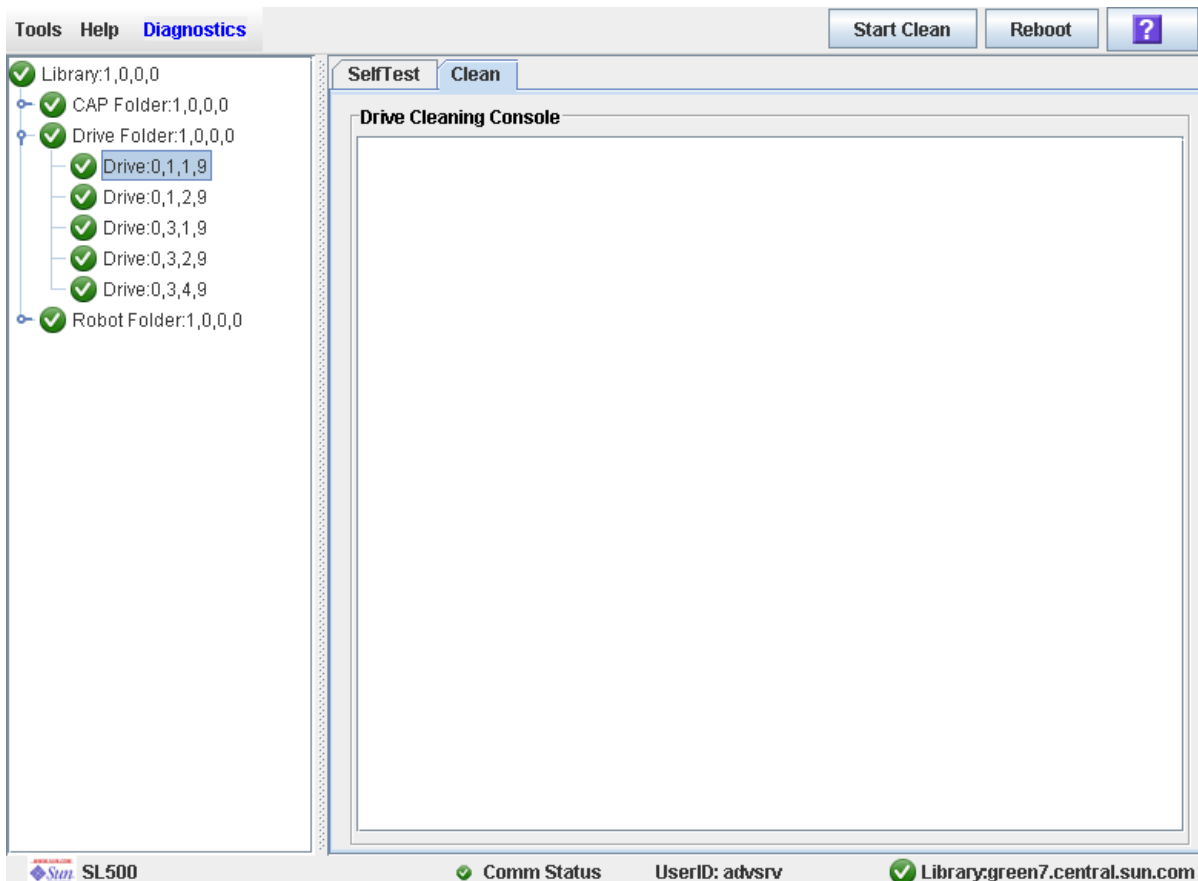 Tools Help Diagnostics
Start Clean Reboot ?
Library:1,0,0,0
CAP Folder:1,0,0,0
Drive Folder:1,0,0,0
Drive:0,1,1,9
Drive:0,1,2,9
Drive:0,3,1,9
Drive:0,3,2,9
Drive:0,3,4,9
Robot Folder:1,0,0,0
SelfTest Clean
Drive Cleaning Console
Sun SL500
Comm Status
UserID: advsrv
Library:green7.central.sun.com